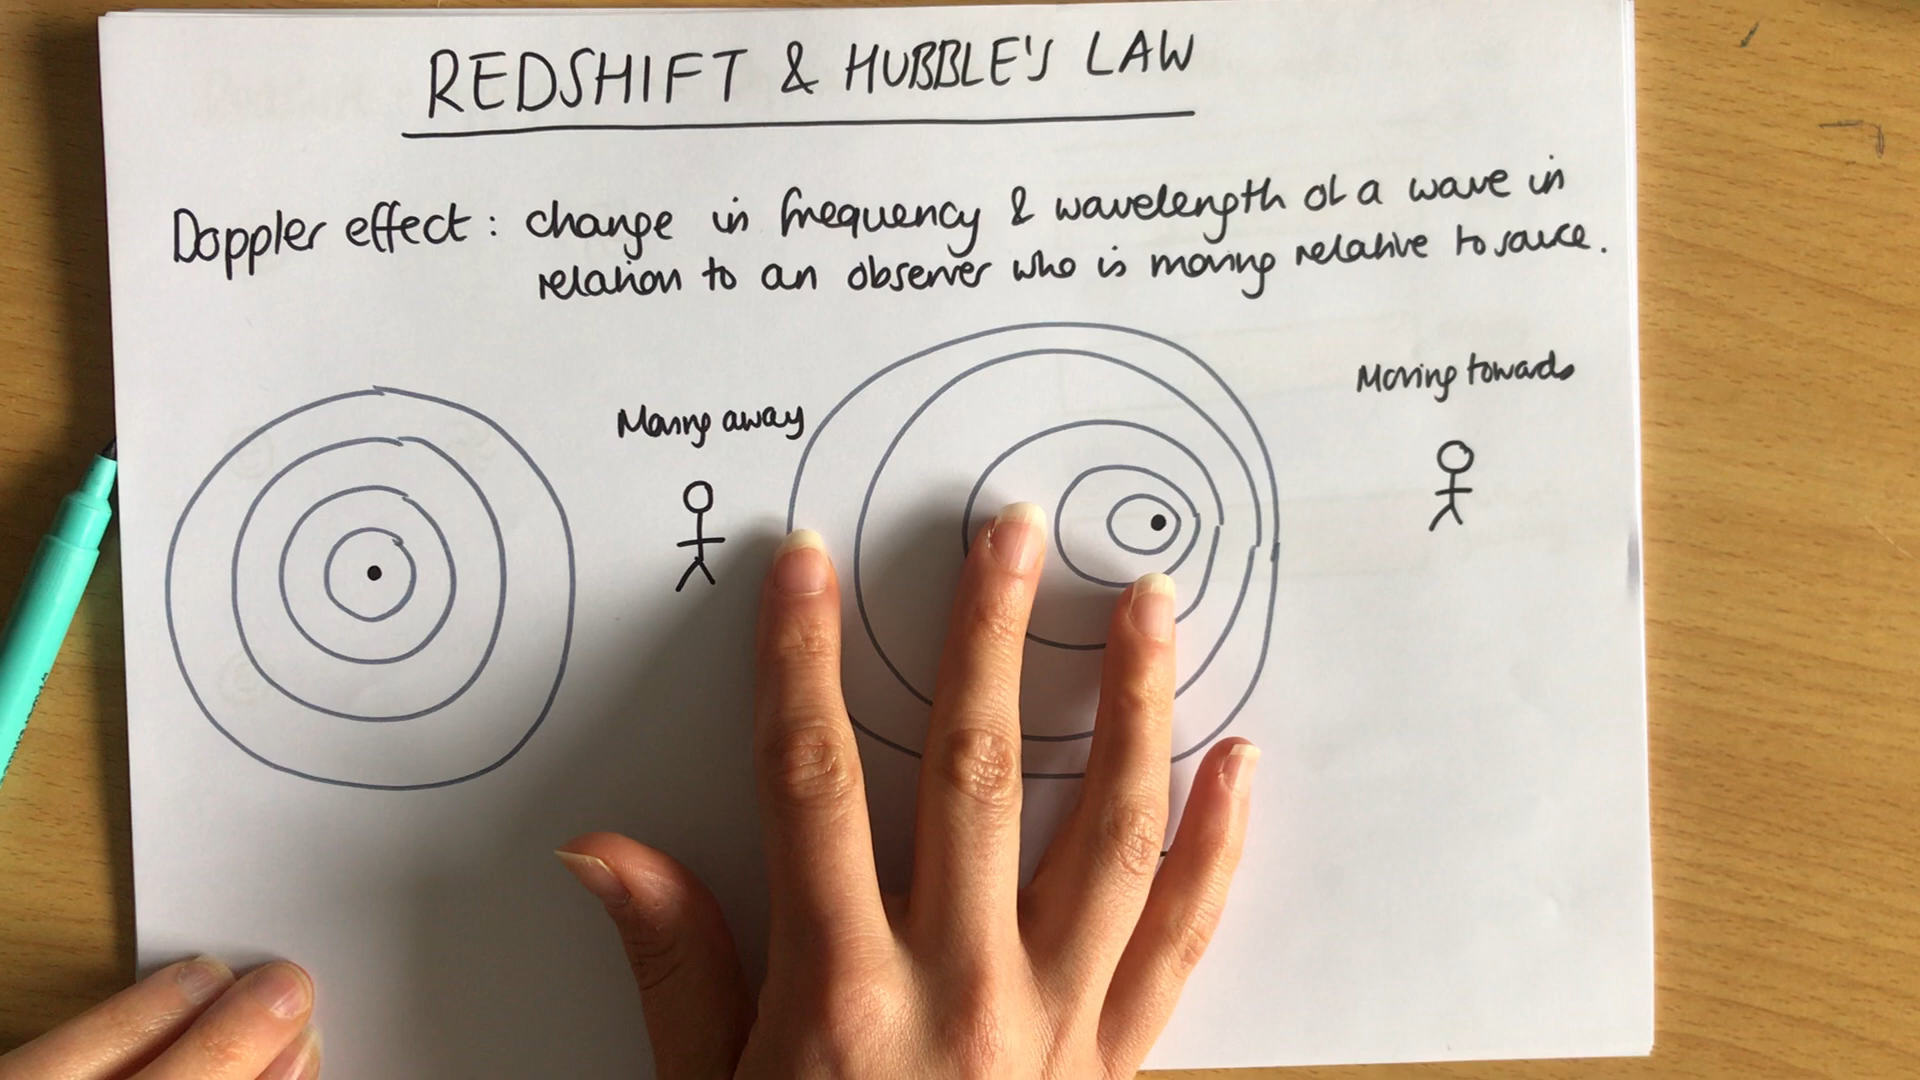 REDSHIFT & HUBBLE'S LAW
Doppler effect : change in frequency & wavelength of a wave in
relation to an observer who is moving relative to source.
Moving away
Moving towards